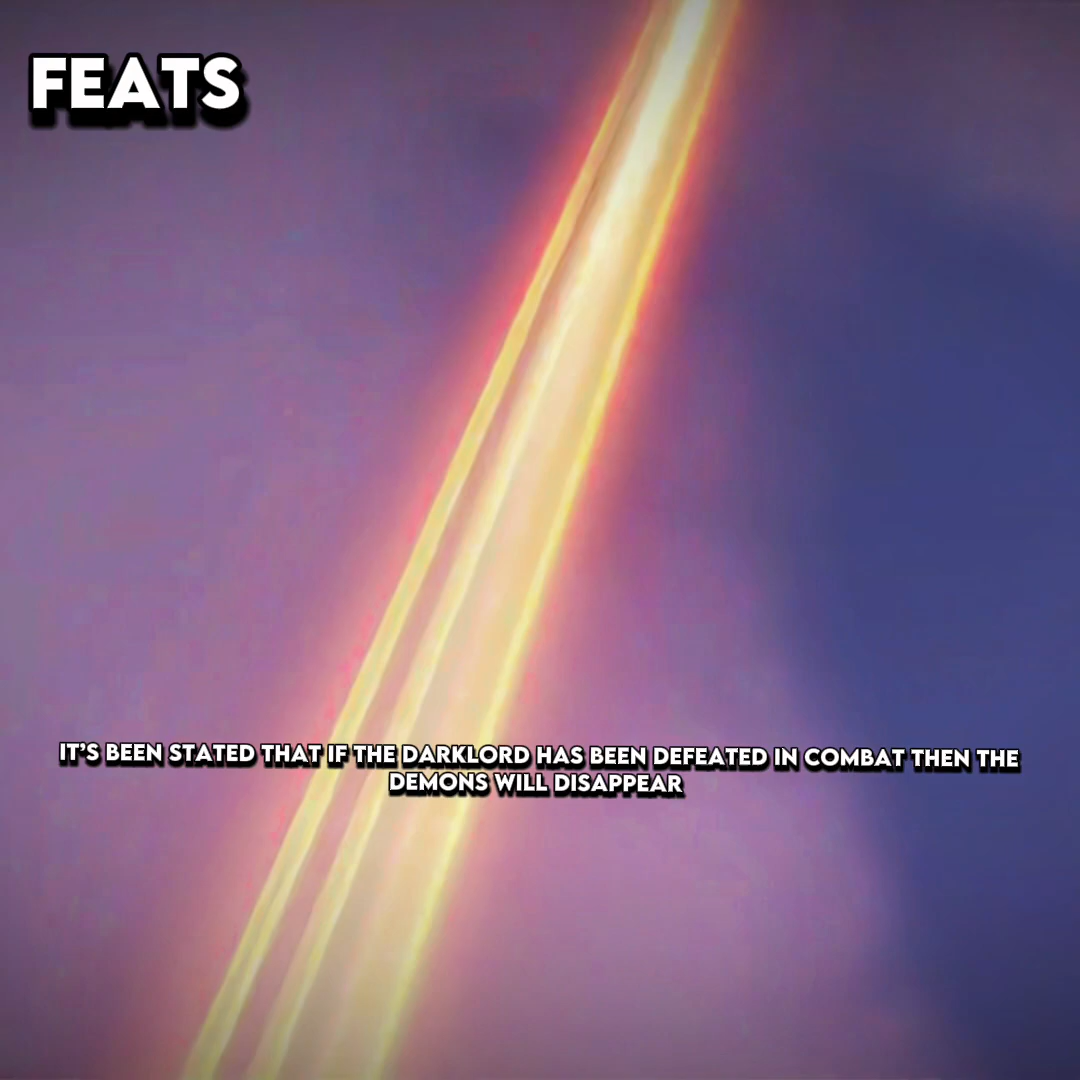 FEATS
IT'S BEEN STATED THAT IF THE DARKLORD HAS BEEN DEFEATED IN COMBAT THEN THE
DEMONS WILL DISAPPEAR